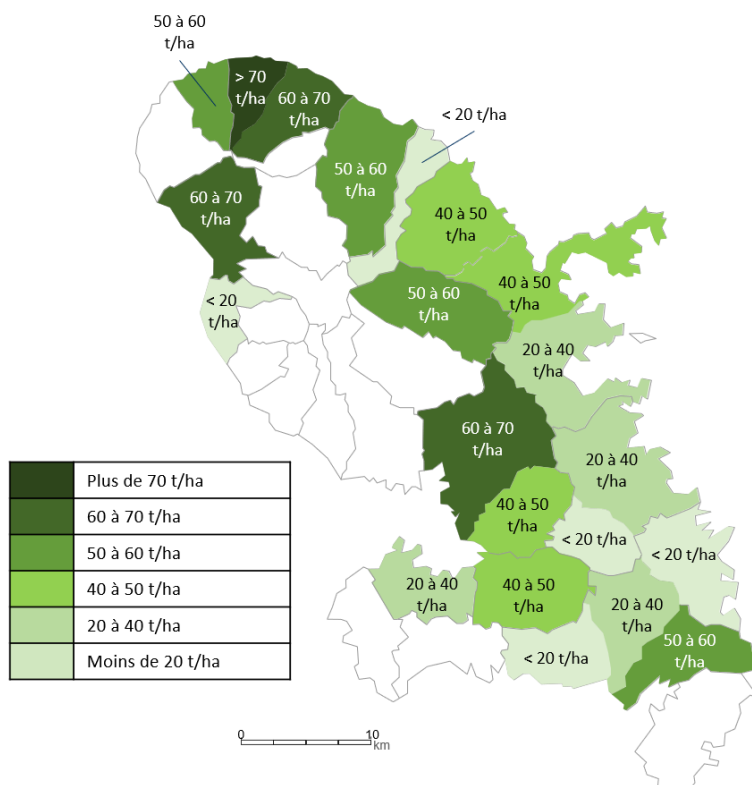 50 à 60
t/ha
> 70
t/ha
60 à 70
t/ha
< 20 t/ha
50 à 60
t/ha
60 à 70
t/ha
40 à 50
t/ha
40 à 50
t/ha
50 à 60
t/ha
< 20
t/ha
20 à 40
t/ha
60 à 70
t/ha
20 à 40
t/ha
40 à 50
t/ha
< 20 t/ha
< 20 t/ha
20 à 40
t/ha
40 à 50
t/ha
20 à 40
t/ha
50 à 60
t/ha
< 20 t/ha
Plus de 70 t/ha
60 à 70 t/ha
50 à 60 t/ha
40 à 50 t/ha
20 à 40 t/ha
Moins de 20 t/ha
0 10
km